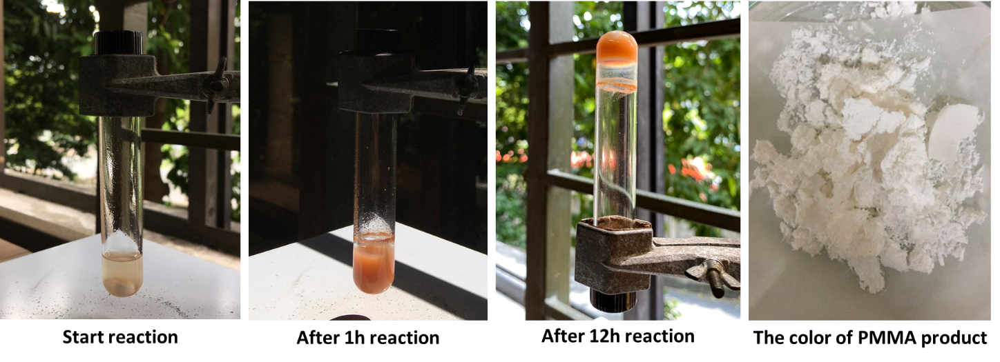 Start reaction
After 1h reaction
After 12h reaction
The color of PMMA product